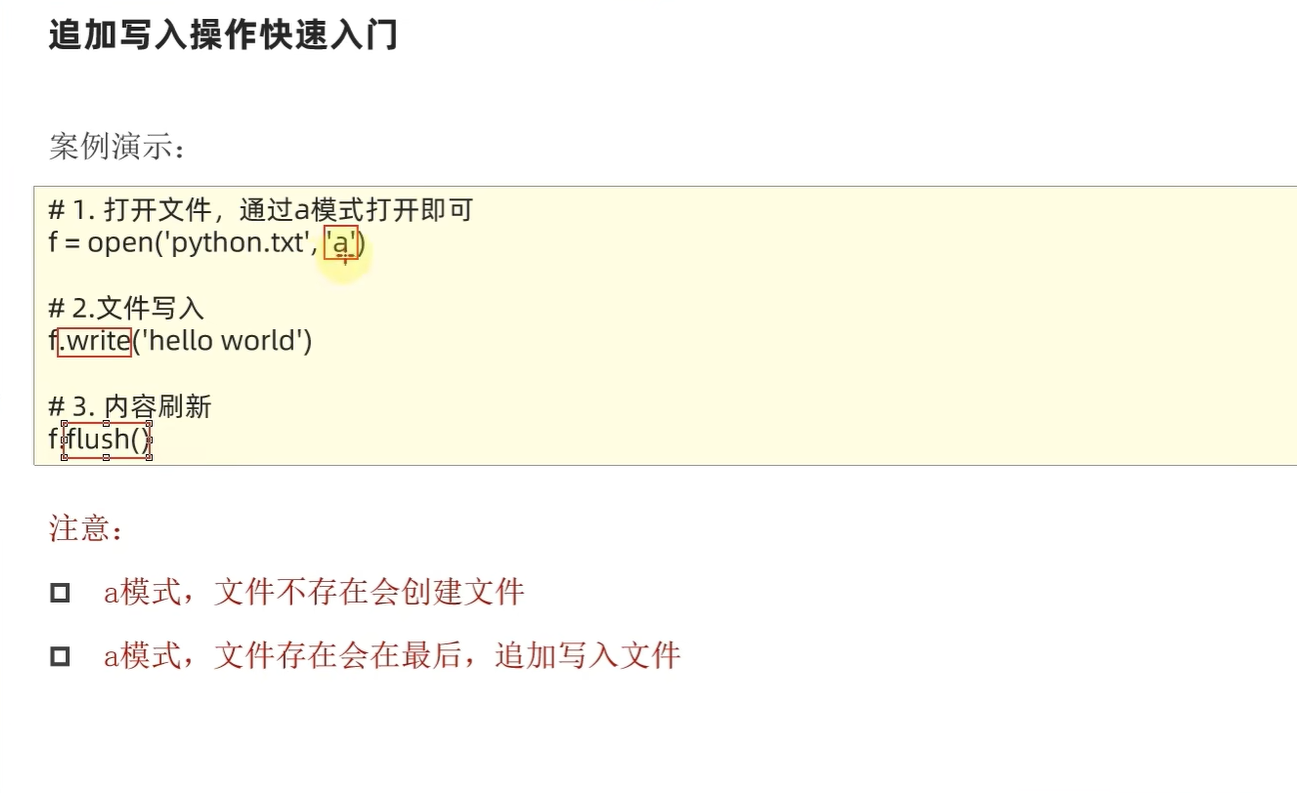 追加写入操作快速入门
案例演示：
# 1. 打开文件，通过a模式打开即可
f = open('python.txt', 'a')
# 2.文件写入
f.write('hello world')
# 3. 内容刷新
f.flush()
注意：
a模式，文件不存在会创建文件
a模式，文件存在会在最后，追加写入文件